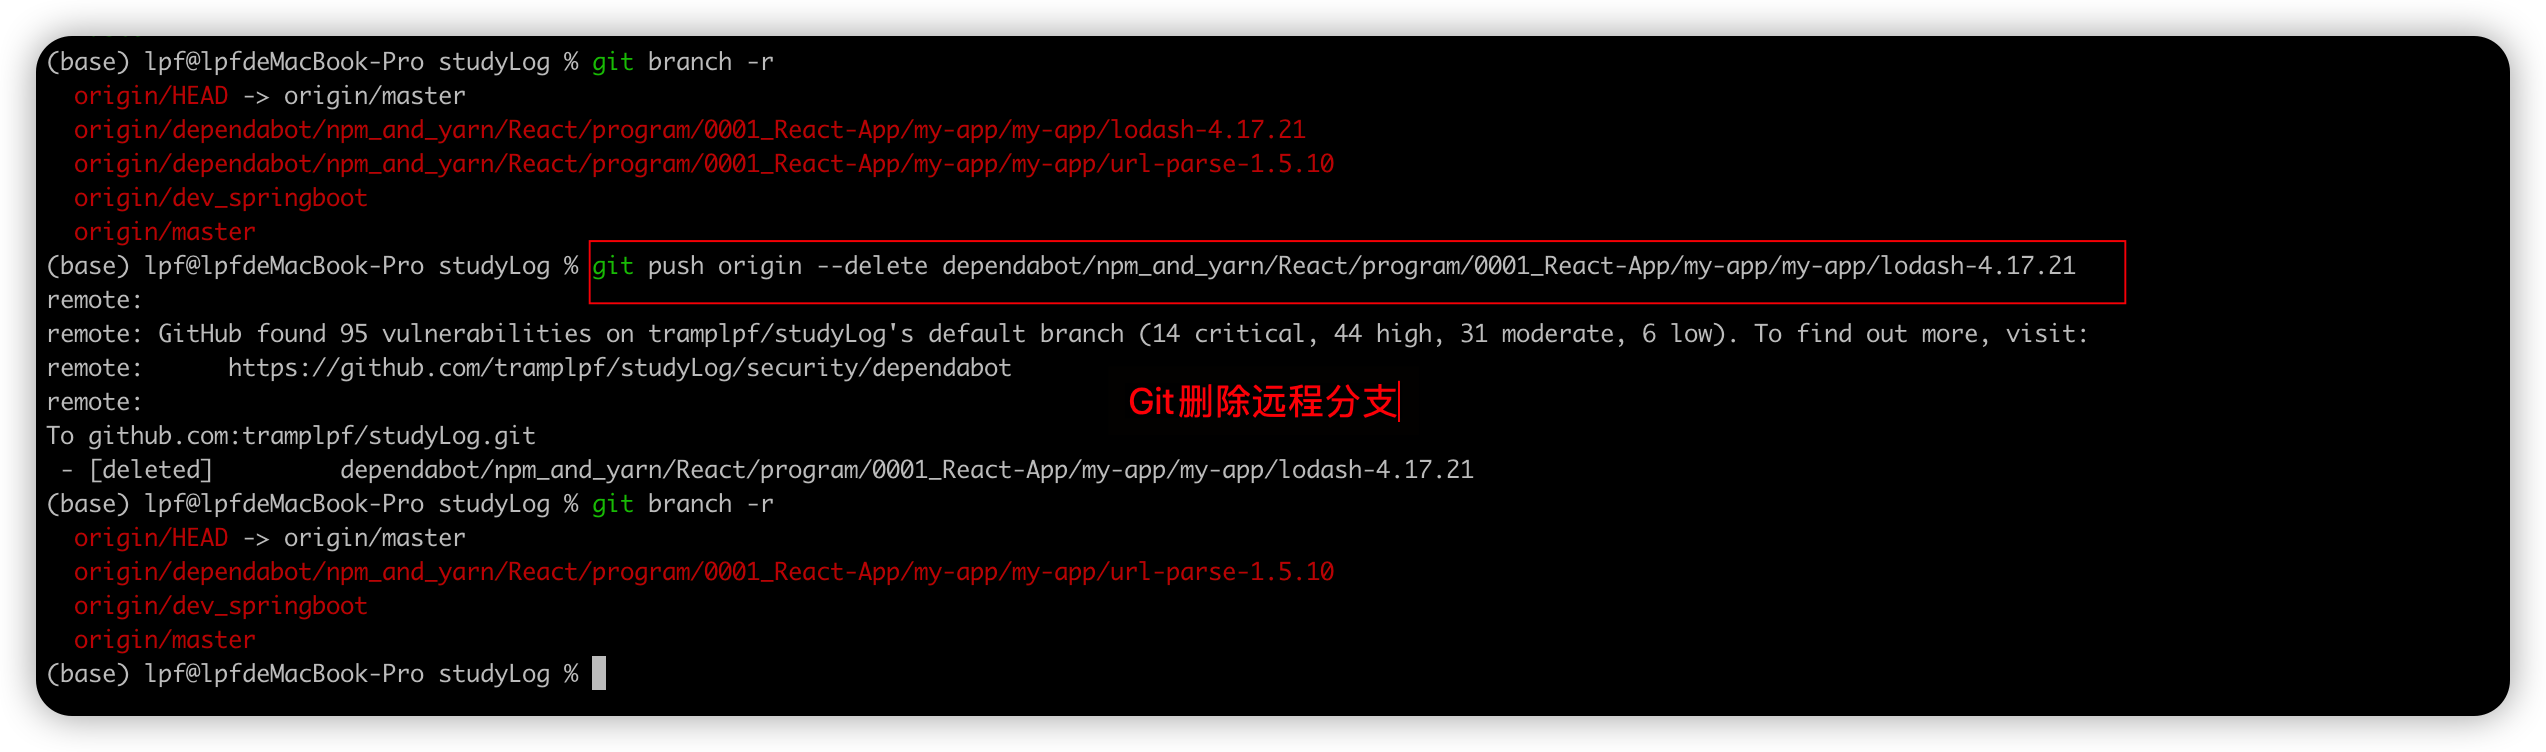 (base) lpf@lpfdeMacBook-Pro studyLog % git branch -r
origin/HEAD -> origin/master
origin/dependabot/npm_and_yarn/React/program/0001_React-App/my-app/my-app/lodash-4.17.21
origin/dependabot/npm_and_yarn/React/program/0001_React-App/my-app/my-app/url-parse-1.5.10
origin/dev_springboot
origin/master
(base) lpf@lpfdeMacBook-Pro studyLog % git push origin --delete dependabot/npm_and_yarn/React/program/0001_React-App/my-app/my-app/lodash-4.17.21
remote:
remote: GitHub found 95 vulnerabilities on tramplpf/studyLog's default branch (14 critical, 44 high, 31 moderate, 6 low). To find out more, visit:
remote:      https://github.com/tramplpf/studyLog/security/dependabot
Git删除远程分支
remote:
To github.com:tramplpf/studyLog.git
 - [deleted]         dependabot/npm_and_yarn/React/program/0001_React-App/my-app/my-app/lodash-4.17.21
(base) lpf@lpfdeMacBook-Pro studyLog % git branch -r
origin/HEAD -> origin/master
origin/dependabot/npm_and_yarn/React/program/0001_React-App/my-app/my-app/url-parse-1.5.10
origin/dev_springboot
origin/master
(base) lpf@lpfdeMacBook-Pro studyLog %